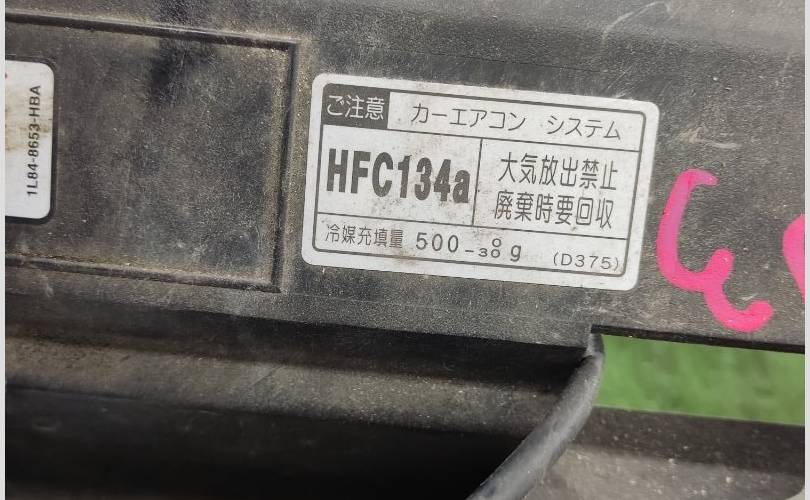 1L84-8653-HBA
ご注意 カーエアコン システム
HFC134a
大気放出禁止
廃棄時要回収
冷媒充填量 500 -30 0 g (D375)